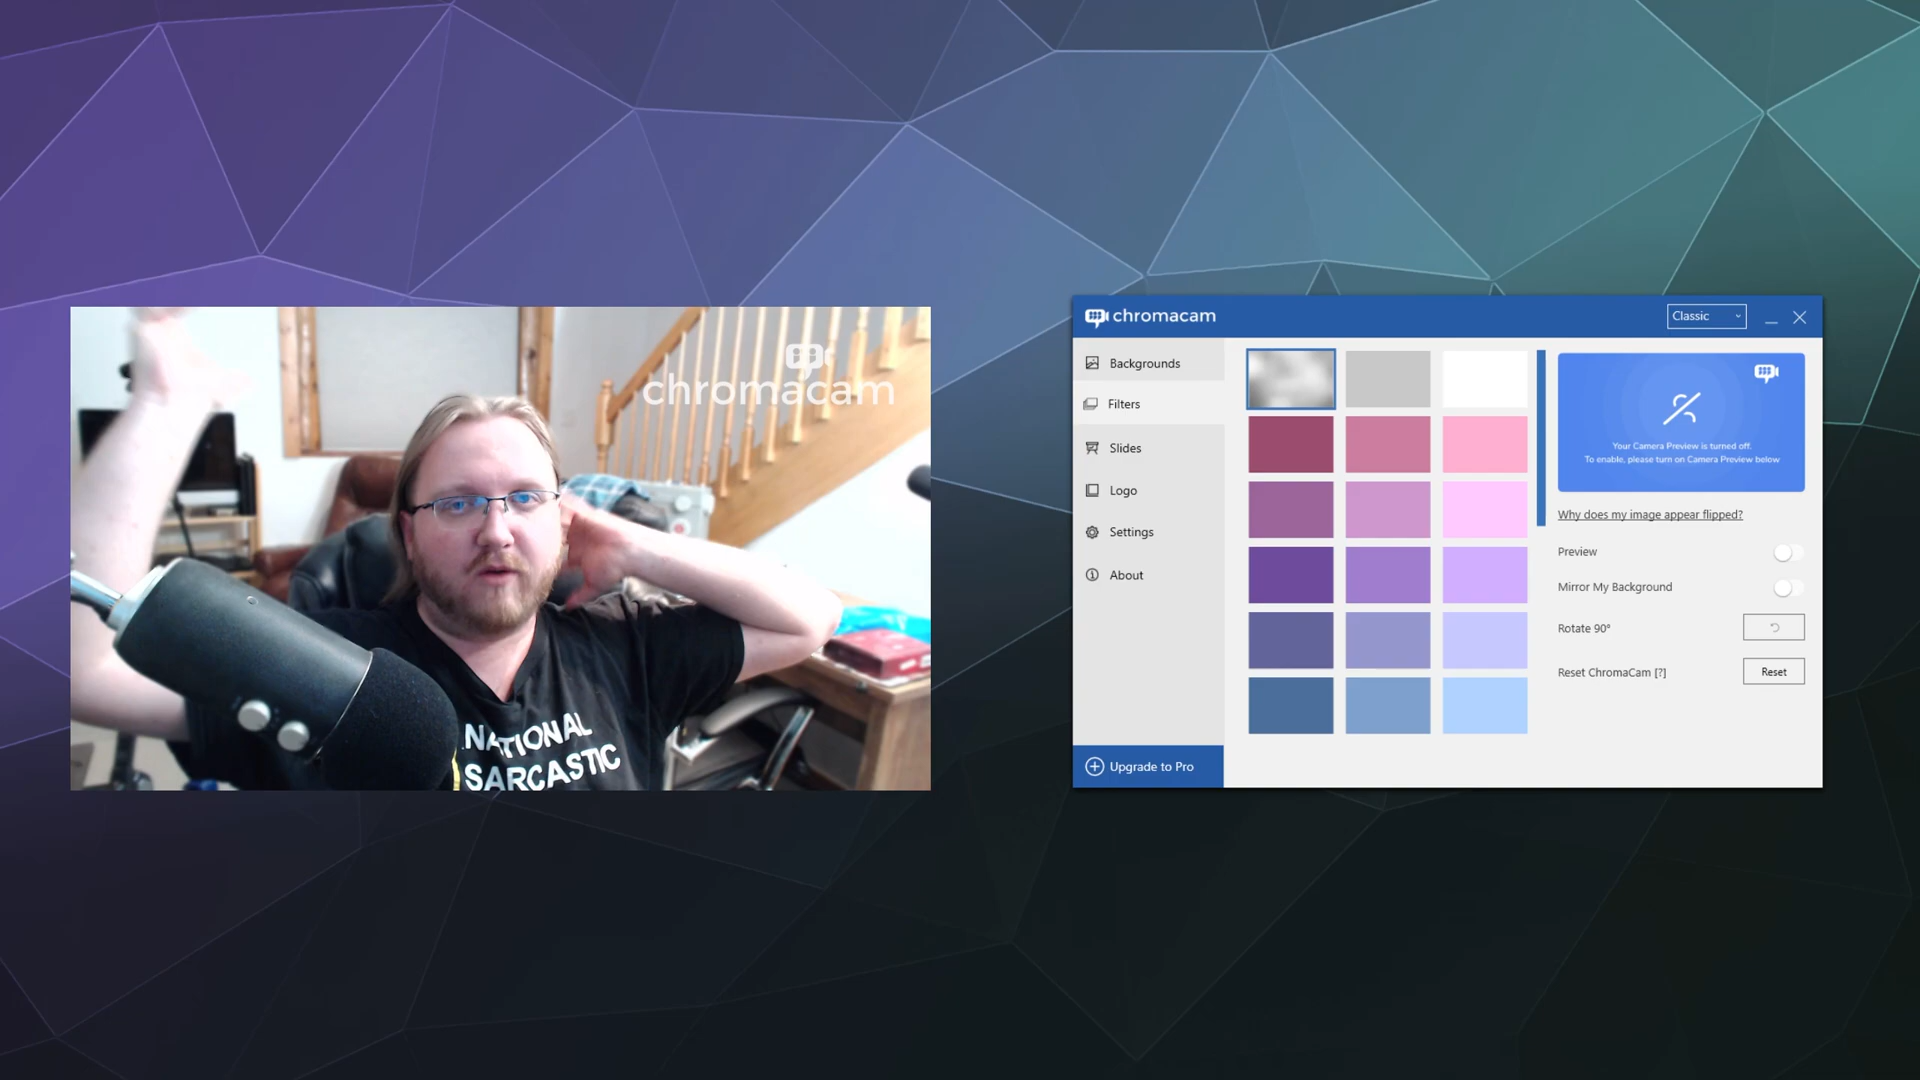 chromacam
NATIONAL
SARCASTIC
chromacam
Classic
Backgrounds
Filters
Slides
Logo
Settings
About
Upgrade to Pro
Your Camera Preview is turned off.
To enable, please turn on Camera Preview below
Why does my image appear flipped?
Preview
Mirror My Background
Rotate 90°
Reset ChromaCam [?]
Reset